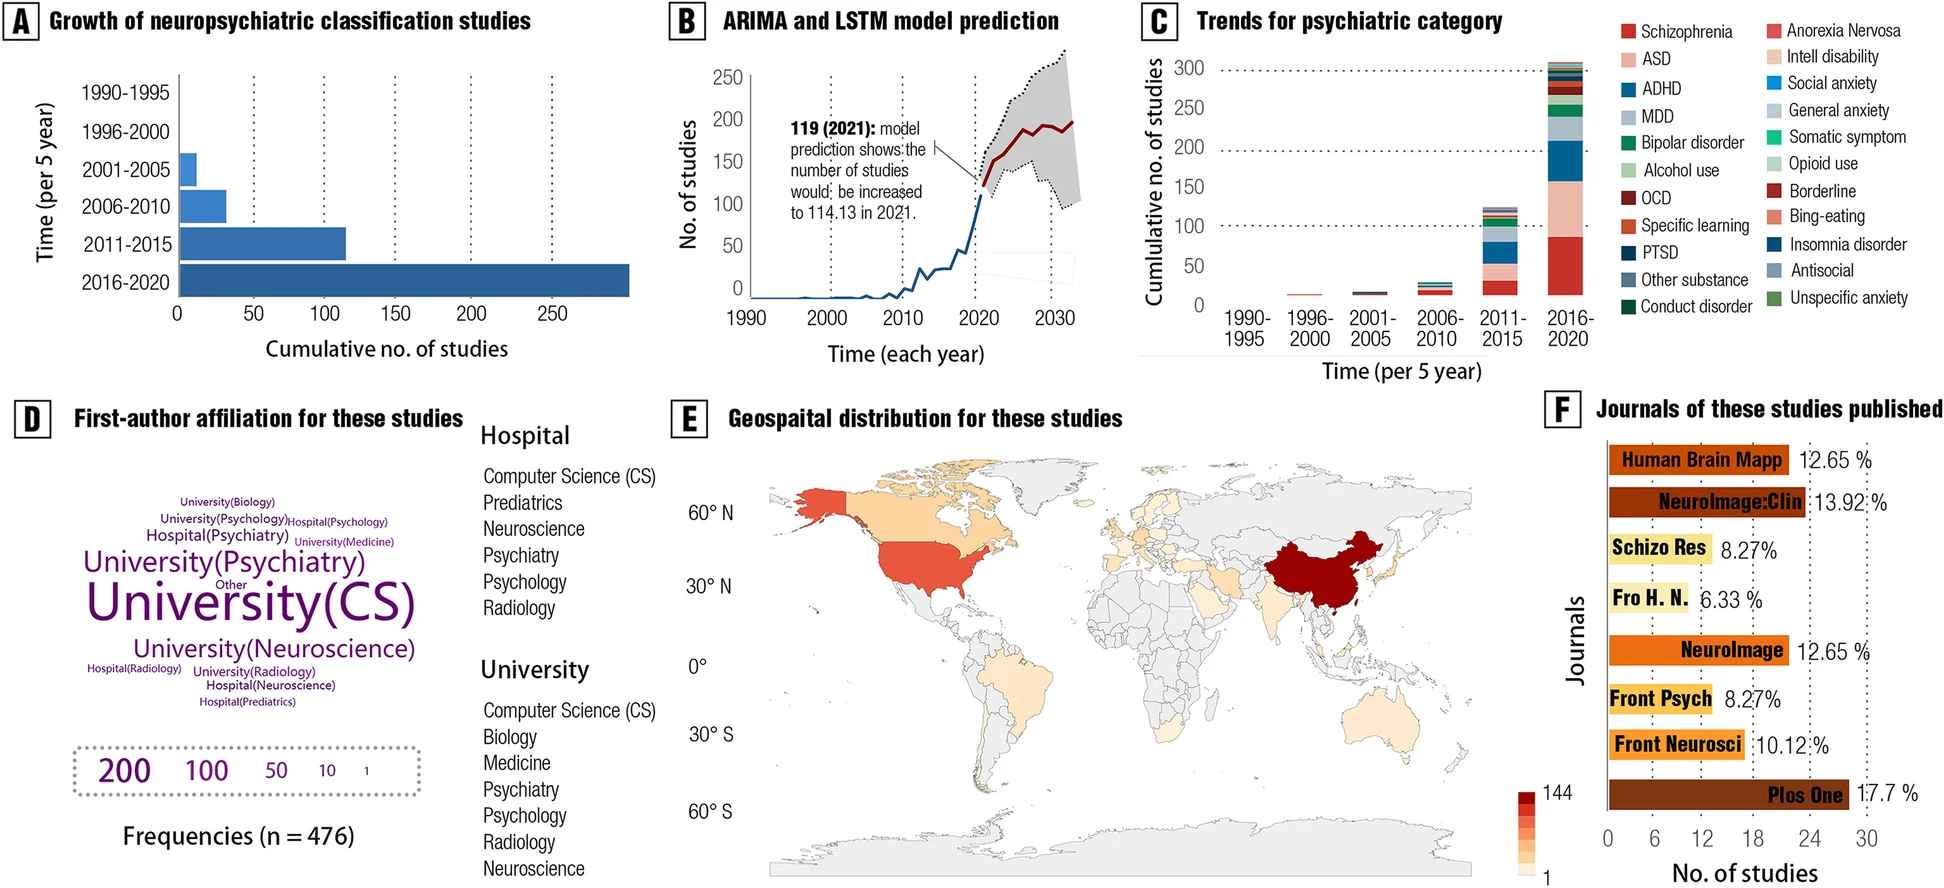 A Growth of neuropsychiatric classification studies
Time (per 5 year)
1990-1995
1996-2000
2001-2005
2006-2010
2011-2015
2016-2020
0 50 100 150 200 250
Cumulative no. of studies
B ARIMA and LSTM model prediction
No. of studies
250
200
150
100
50
0
119 (2021): model
prediction shows the
number of studies
would be increased
to 114.13 in 2021.
1990 2000 2010 2020 2030
Time (each year)
C Trends for psychiatric category
Cumlulative no. of studies
300
250
200
150
100
50
0
1990-
1995
1996-
2000
2001-
2005
2006-
2010
2011-
2015
2016-
2020
Time (per 5 year)
Schizophrenia
ASD
ADHD
MDD
Bipolar disorder
Alcohol use
OCD
Specific learning
PTSD
Other substance
Conduct disorder
Anorexia Nervosa
Intell disability
Social anxiety
General anxiety
Somatic symptom
Opioid use
Borderline
Bing-eating
Insomnia disorder
Antisocial
Unspecific anxiety
D First-author affiliation for these studies
University(Biology)
University(Psychology)
Hospital(Psychology)
Hospital(Psychiatry)
University(Medicine)
University(Psychiatry)
Other
University(CS)
University(Neuroscience)
Hospital(Radiology)
University(Radiology)
Hospital(Neuroscience)
Hospital(Prediatrics)
200 100 50 10 1
Frequencies (n = 476)
Hospital
Computer Science (CS)
Prediatrics
Neuroscience
Psychiatry
Psychology
Radiology
University
Computer Science (CS)
Biology
Medicine
Psychiatry
Psychology
Radiology
Neuroscience
E Geospaital distribution for these studies
60° N
30° N
0°
30° S
60° S
144
1
F Journals of these studies published
Journals
Human Brain Mapp 12.65 %
NeuroImage:Clin 13.92 %
Schizo Res 8.27%
Fro H. N. 6.33 %
NeuroImage 12.65 %
Front Psych 8.27%
Front Neurosci 10.12 %
Plos One 17.7 %
0 6 12 18 24 30
No. of studies